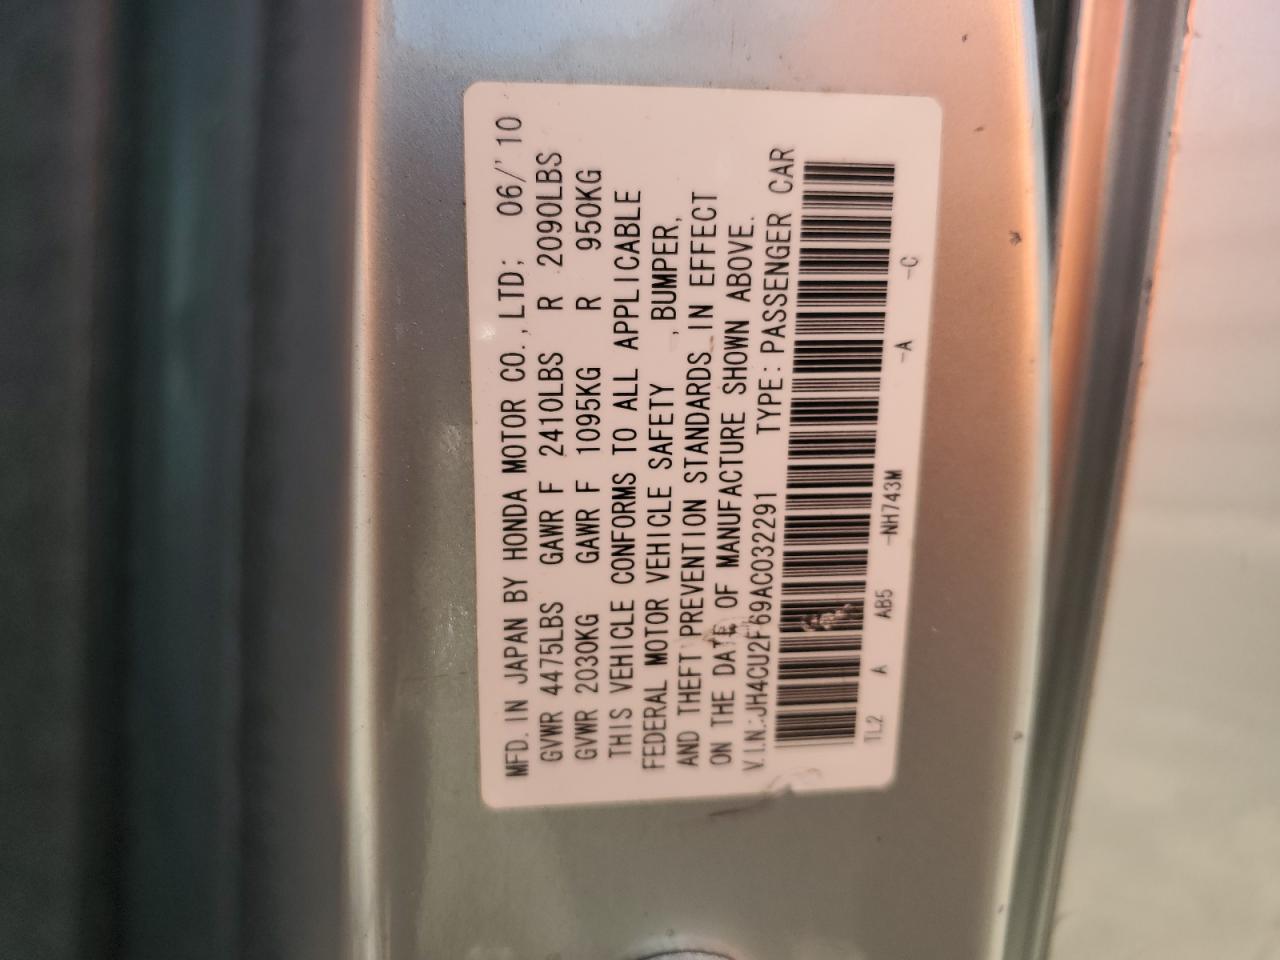 MFD. IN JAPAN BY HONDA MOTOR CO., LTD; 06/'10
GVWR 4475LBS GAWR F 2410LBS R 2090LBS
GVWR 2030KG GAWR F 1095KG R 950KG
THIS VEHICLE CONFORMS TO ALL APPLICABLE
FEDERAL MOTOR VEHICLE SAFETY , BUMPER,
AND THEFT PREVENTION STANDARDS IN EFFECT
ON THE DATE OF MANUFACTURE SHOWN ABOVE.
V.I.N.:JH4CU2F69AC032291 TYPE: PASSENGER CAR
TL2 A AB5 -NH743M -A -C